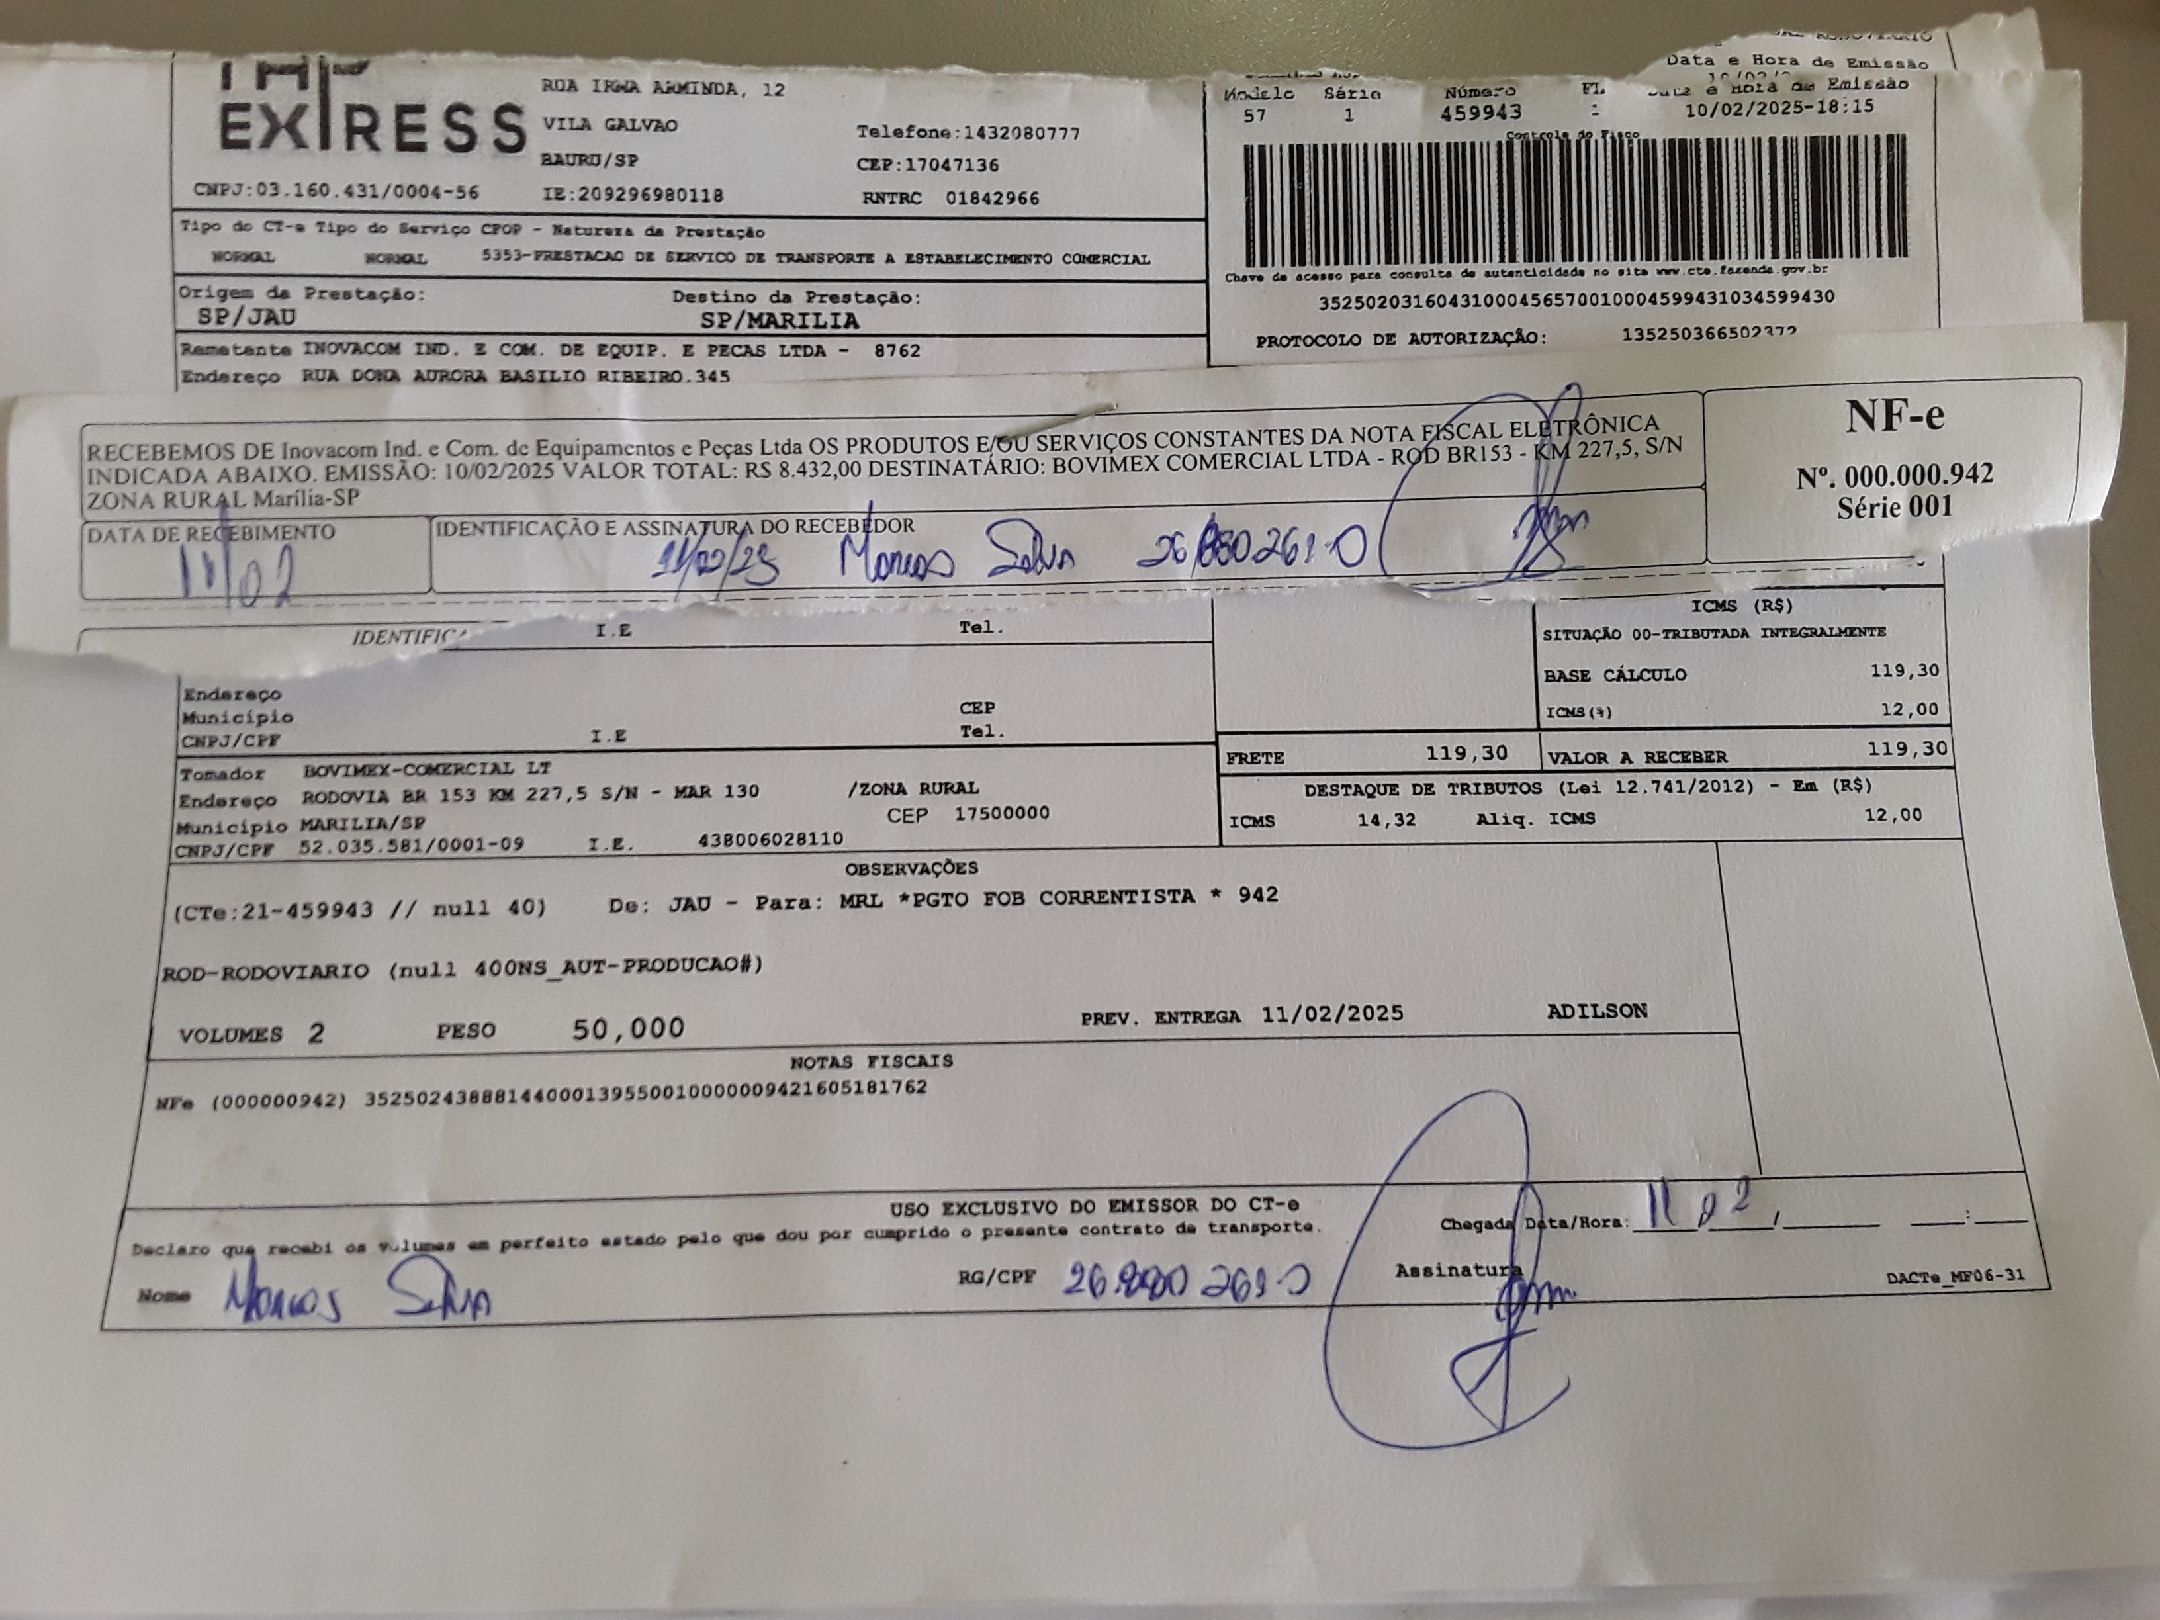 EXPRESS
RUA IRMA ARMINDA, 12
VILA GALVAO
Telefone:1432080777
BAURU/SP
CEP:17047136
CNPJ:03.160.431/0004-56
IE:209296980118
RNTRC 01842966
Data e Hora de Emissão
Modelo Série Número FL Data e Hora de Emissão
57 1 459943 1 10/02/2025-18:15
Controle do Fisco
Tipo do CT-e Tipo do Serviço CFOP - Natureza da Prestação
NORMAL NORMAL 5353-PRESTACAO DE SERVICO DE TRANSPORTE A ESTABELECIMENTO COMERCIAL
Chave de acesso para consulta de autenticidade no site www.cte.fazenda.gov.br
35250203160431000456570010004599431034599430
Origem da Prestação: Destino da Prestação:
SP/JAU SP/MARILIA
PROTOCOLO DE AUTORIZAÇÃO: 135250366502372
Remetente INOVACOM IND. E COM. DE EQUIP. E PECAS LTDA - 8762
Endereço RUA DONA AURORA BASILIO RIBEIRO.345
RECEBEMOS DE Inovacom Ind. e Com. de Equipamentos e Peças Ltda OS PRODUTOS E/OU SERVIÇOS CONSTANTES DA NOTA FISCAL ELETRÔNICA
INDICADA ABAIXO. EMISSÃO: 10/02/2025 VALOR TOTAL: R$ 8.432,00 DESTINATÁRIO: BOVIMEX COMERCIAL LTDA - ROD BR153 - KM 227,5, S/N
ZONA RURAL Marília-SP
NF-e
Nº. 000.000.942
Série 001
DATA DE RECEBIMENTO
11/02
IDENTIFICAÇÃO E ASSINATURA DO RECEBEDOR
11/02/25 Marcos Silva
IDENTIFIC
I.E Tel.
ICMS (R$)
SITUAÇÃO 00-TRIBUTADA INTEGRALMENTE
BASE CÁLCULO 119,30
ICMS(%) 12,00
Endereço
Município CEP
CNPJ/CPF I.E Tel.
FRETE 119,30 VALOR A RECEBER 119,30
Tomador BOVIMEX-COMERCIAL LT
Endereço RODOVIA BR 153 KM 227,5 S/N - MAR 130 /ZONA RURAL
Município MARILIA/SP CEP 17500000
CNPJ/CPF 52.035.581/0001-09 I.E. 438006028110
DESTAQUE DE TRIBUTOS (Lei 12.741/2012) - Em (R$)
ICMS 14,32 Aliq. ICMS 12,00
OBSERVAÇÕES
(CTe:21-459943 // null 40) De: JAU - Para: MRL *PGTO FOB CORRENTISTA * 942
ROD-RODOVIARIO (null 400NS_AUT-PRODUCAO#)
VOLUMES 2 PESO 50,000 PREV. ENTREGA 11/02/2025 ADILSON
NOTAS FISCAIS
NFe (000000942) 35250243888144000139550010000009421605181762
USO EXCLUSIVO DO EMISSOR DO CT-e
Declaro que recebi os volumes em perfeito estado pelo que dou por cumprido o presente contrato de transporte.
Chegada Data/Hora: 11 02
Nome Marcos Silva RG/CPF Assinatura
DACTe_MF06-31